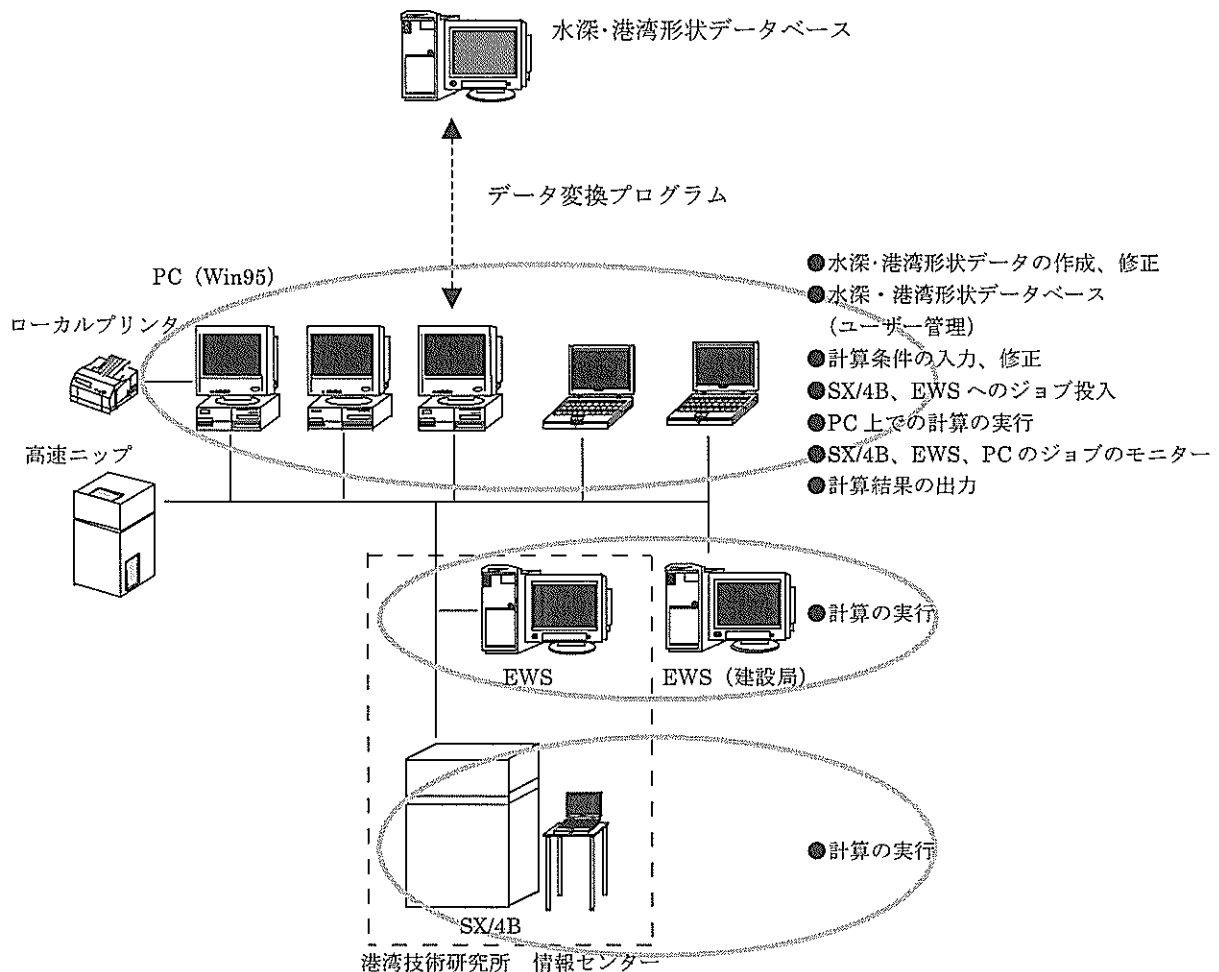 水深・港湾形状データベース
データ変換プログラム
PC（Win95）
ローカルプリンタ
高速ニップ
●水深・港湾形状データの作成、修正
●水深・港湾形状データベース
（ユーザー管理）
●計算条件の入力、修正
●SX/4B、EWSへのジョブ投入
●PC上での計算の実行
●SX/4B、EWS、PCのジョブのモニター
●計算結果の出力
EWS
EWS（建設局）
●計算の実行
SX/4B
●計算の実行
港湾技術研究所　情報センター